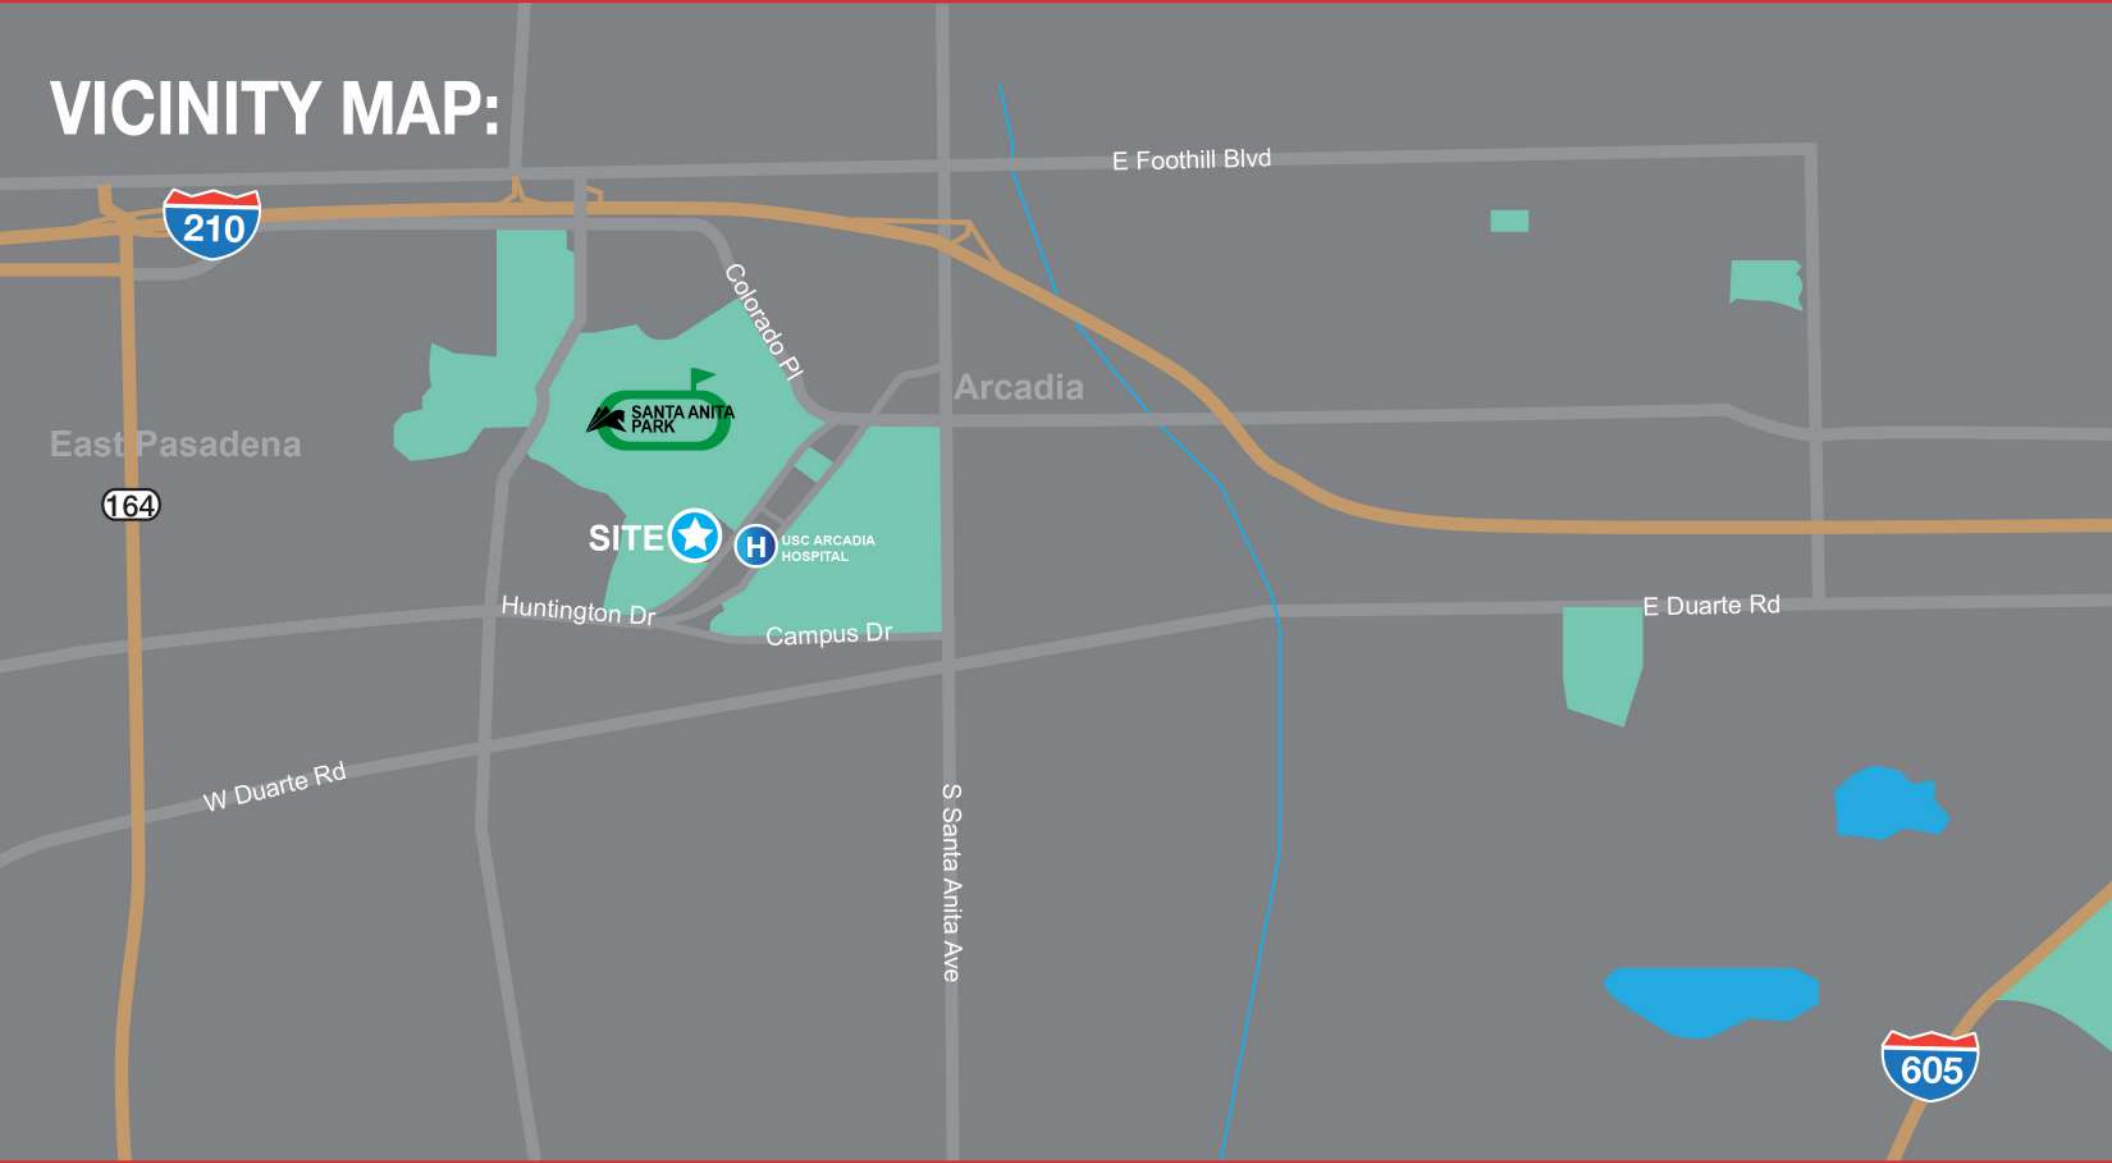 VICINITY MAP:
E Foothill Blvd
210
Colorado Pl
Arcadia
SANTA ANITA
PARK
East Pasadena
164
SITE
H
USC ARCADIA
HOSPITAL
Huntington Dr
Campus Dr
E Duarte Rd
W Duarte Rd
S Santa Anita Ave
605